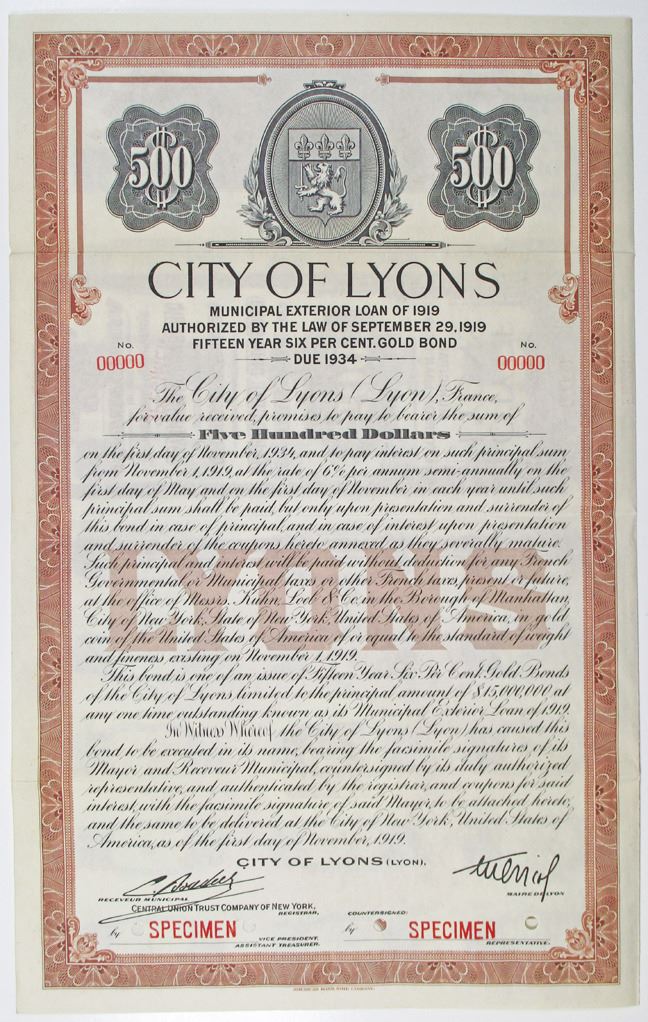 500 500
CITY OF LYONS
MUNICIPAL EXTERIOR LOAN OF 1919
AUTHORIZED BY THE LAW OF SEPTEMBER 29, 1919
FIFTEEN YEAR SIX PER CENT. GOLD BOND
DUE 1934
No. No.
00000 00000
The City of Lyons (Lyon), France,
for value received, promises to pay to bearer the sum of
Five Hundred Dollars
on the first day of November, 1934, and to pay interest on such principal sum
from November 1, 1919, at the rate of 6% per annum semi-annually on the
first day of May and on the first day of November in each year until such
principal sum shall be paid, but only upon presentation and surrender of
this bond in case of principal, and in case of interest upon presentation
and surrender of the coupons hereto annexed as they severally mature.
Such principal and interest will be paid without deduction for any French
Governmental or Municipal taxes or other French taxes, present or future,
at the office of Messrs. Kuhn, Loeb & Co. in the Borough of Manhattan,
City of New York, State of New York, United States of America, in gold
coin of the United States of America of or equal to the standard of weight
and fineness existing on November 1, 1919.
LYONS
This bond is one of an issue of Fifteen Year Six Per Cent. Gold Bonds
of the City of Lyons limited to the principal amount of $15,000,000 at
any one time outstanding known as its Municipal Exterior Loan of 1919.
In Witness Whereof, the City of Lyons (Lyon) has caused this
bond to be executed in its name, bearing the facsimile signatures of its
Mayor and Receveur Municipal, countersigned by its duly authorized
representative, and authenticated by the registrar, and coupons for said
interest, with the facsimile signature of said Mayor, to be attached hereto,
and the same to be delivered at the City of New York, United States of
America, as of the first day of November, 1919.
CITY OF LYONS (LYON).
RECEVEUR MUNICIPAL MAIRE DE LYON
CENTRAL UNION TRUST COMPANY OF NEW YORK,
REGISTRAR, COUNTERSIGNED:
by SPECIMEN by SPECIMEN
VICE PRESIDENT. REPRESENTATIVE.
ASSISTANT TREASURER.
AMERICAN BANK NOTE COMPANY.